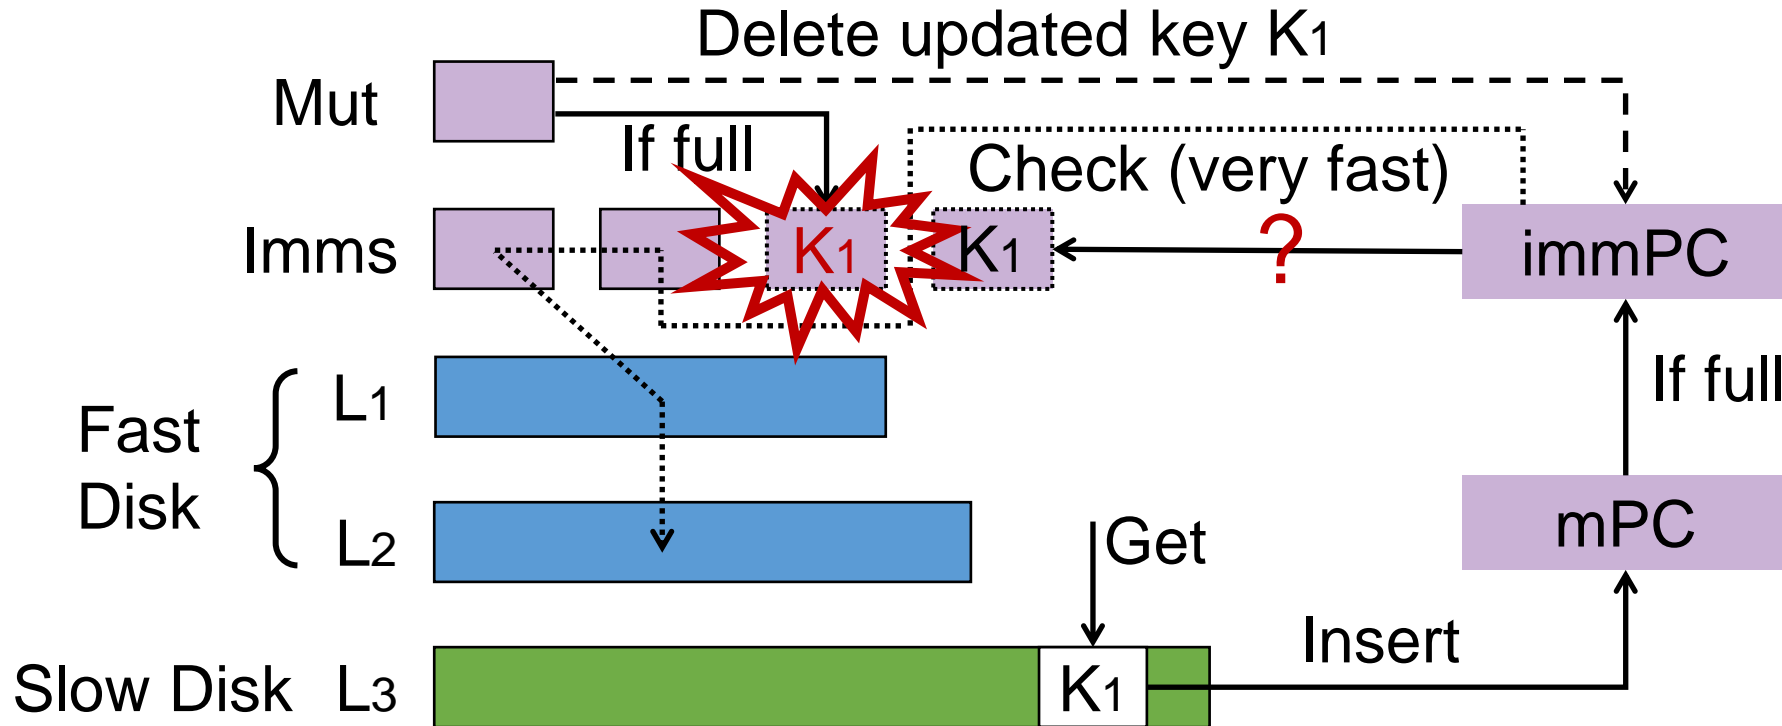 Delete updated key K1
Mut
If full
Check (very fast)
Imms
K1
K1
?
immPC
L1
If full
Fast
Disk
L2
Get
mPC
Insert
Slow Disk
L3
K1